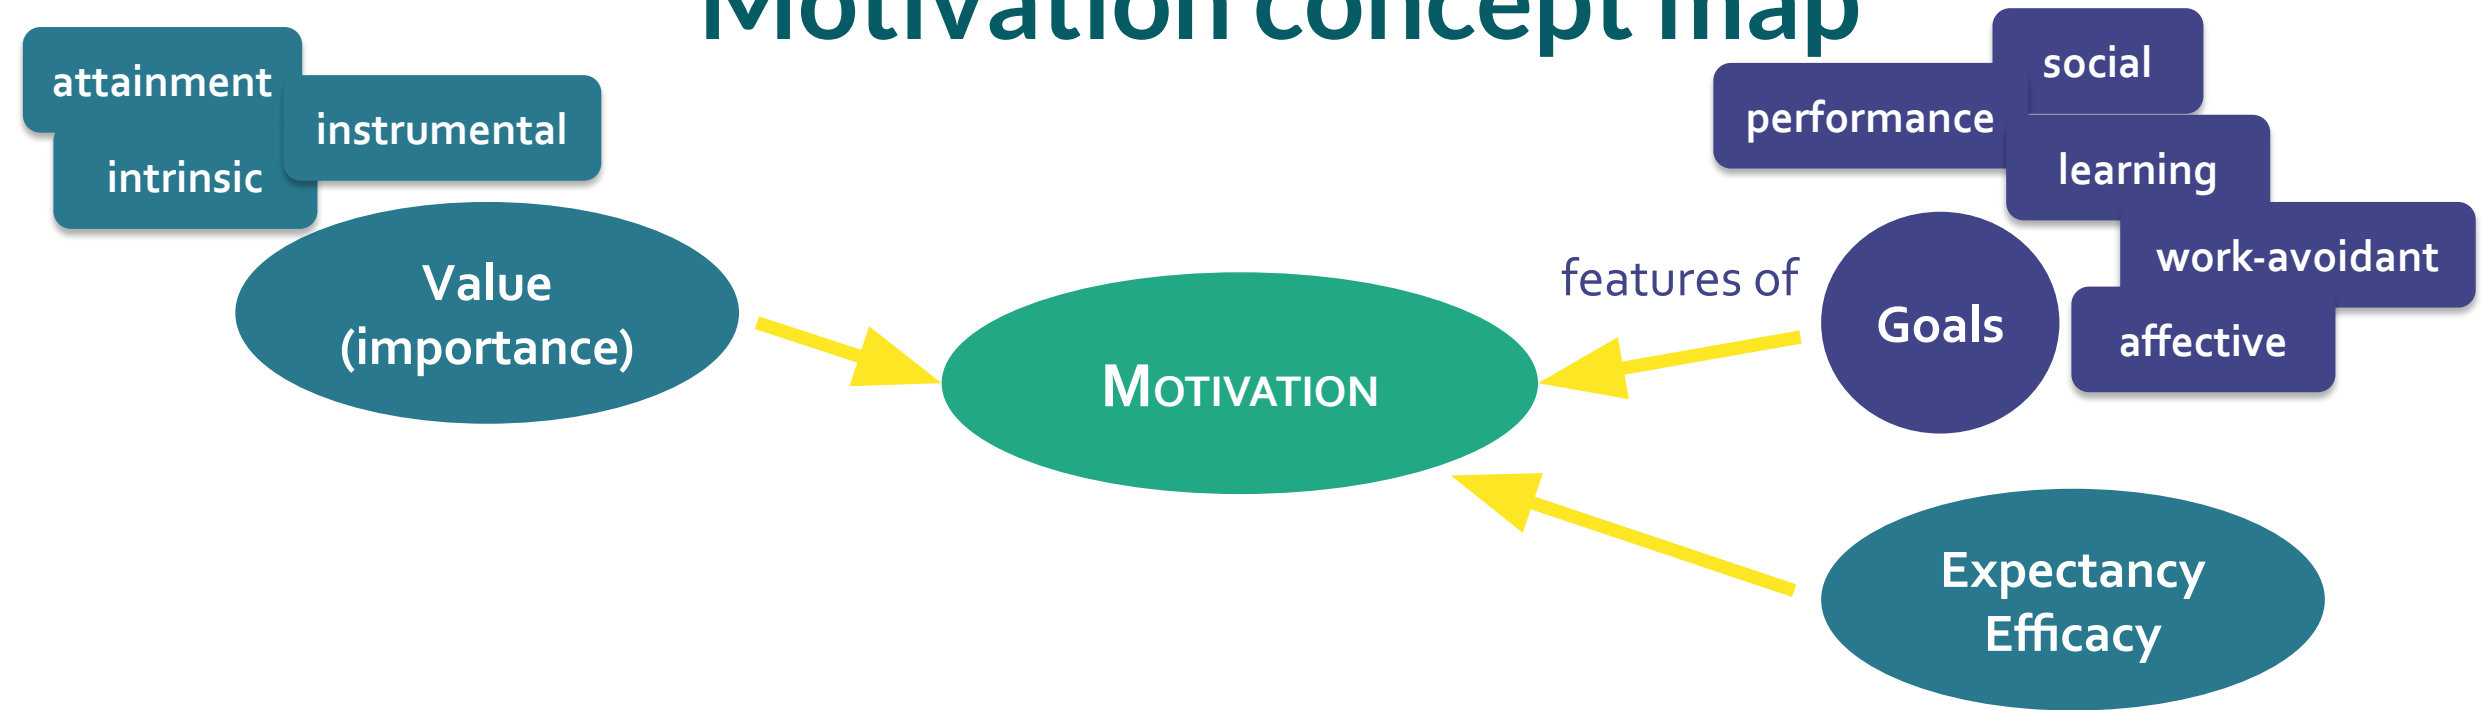 Motivation concept map
attainment
instrumental
intrinsic
Value
(importance)
MOTIVATION
features of
social
performance
learning
work-avoidant
Goals
affective
Expectancy
Efficacy